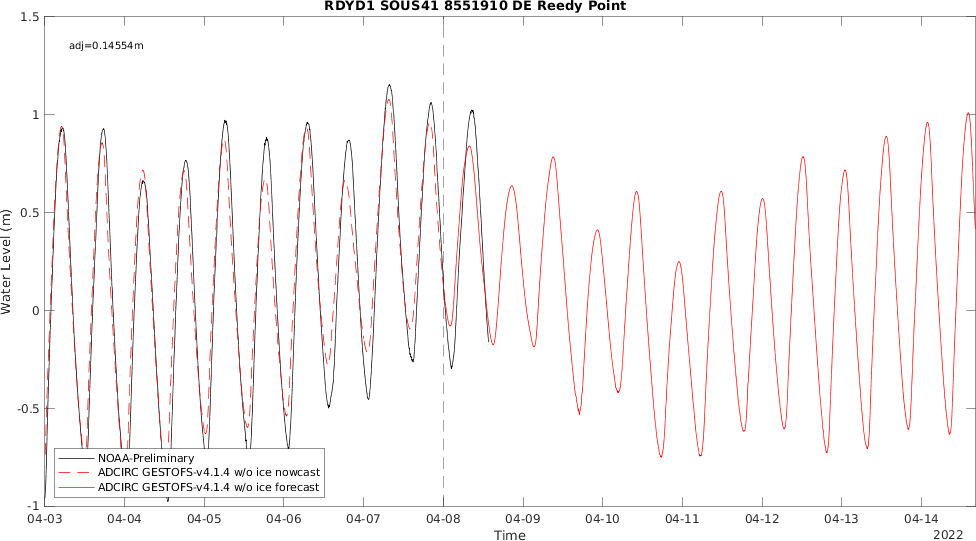 RDYD1 SOUS41 8551910 DE Reedy Point
adj=0.14554m
1.5
1
0.5
0
-0.5
-1
Water Level (m)
NOAA-Preliminary
ADCIRC GESTOFS-v4.1.4 w/o ice nowcast
ADCIRC GESTOFS-v4.1.4 w/o ice forecast
04-03 04-04 04-05 04-06 04-07 04-08 04-09 04-10 04-11 04-12 04-13 04-14
Time
2022